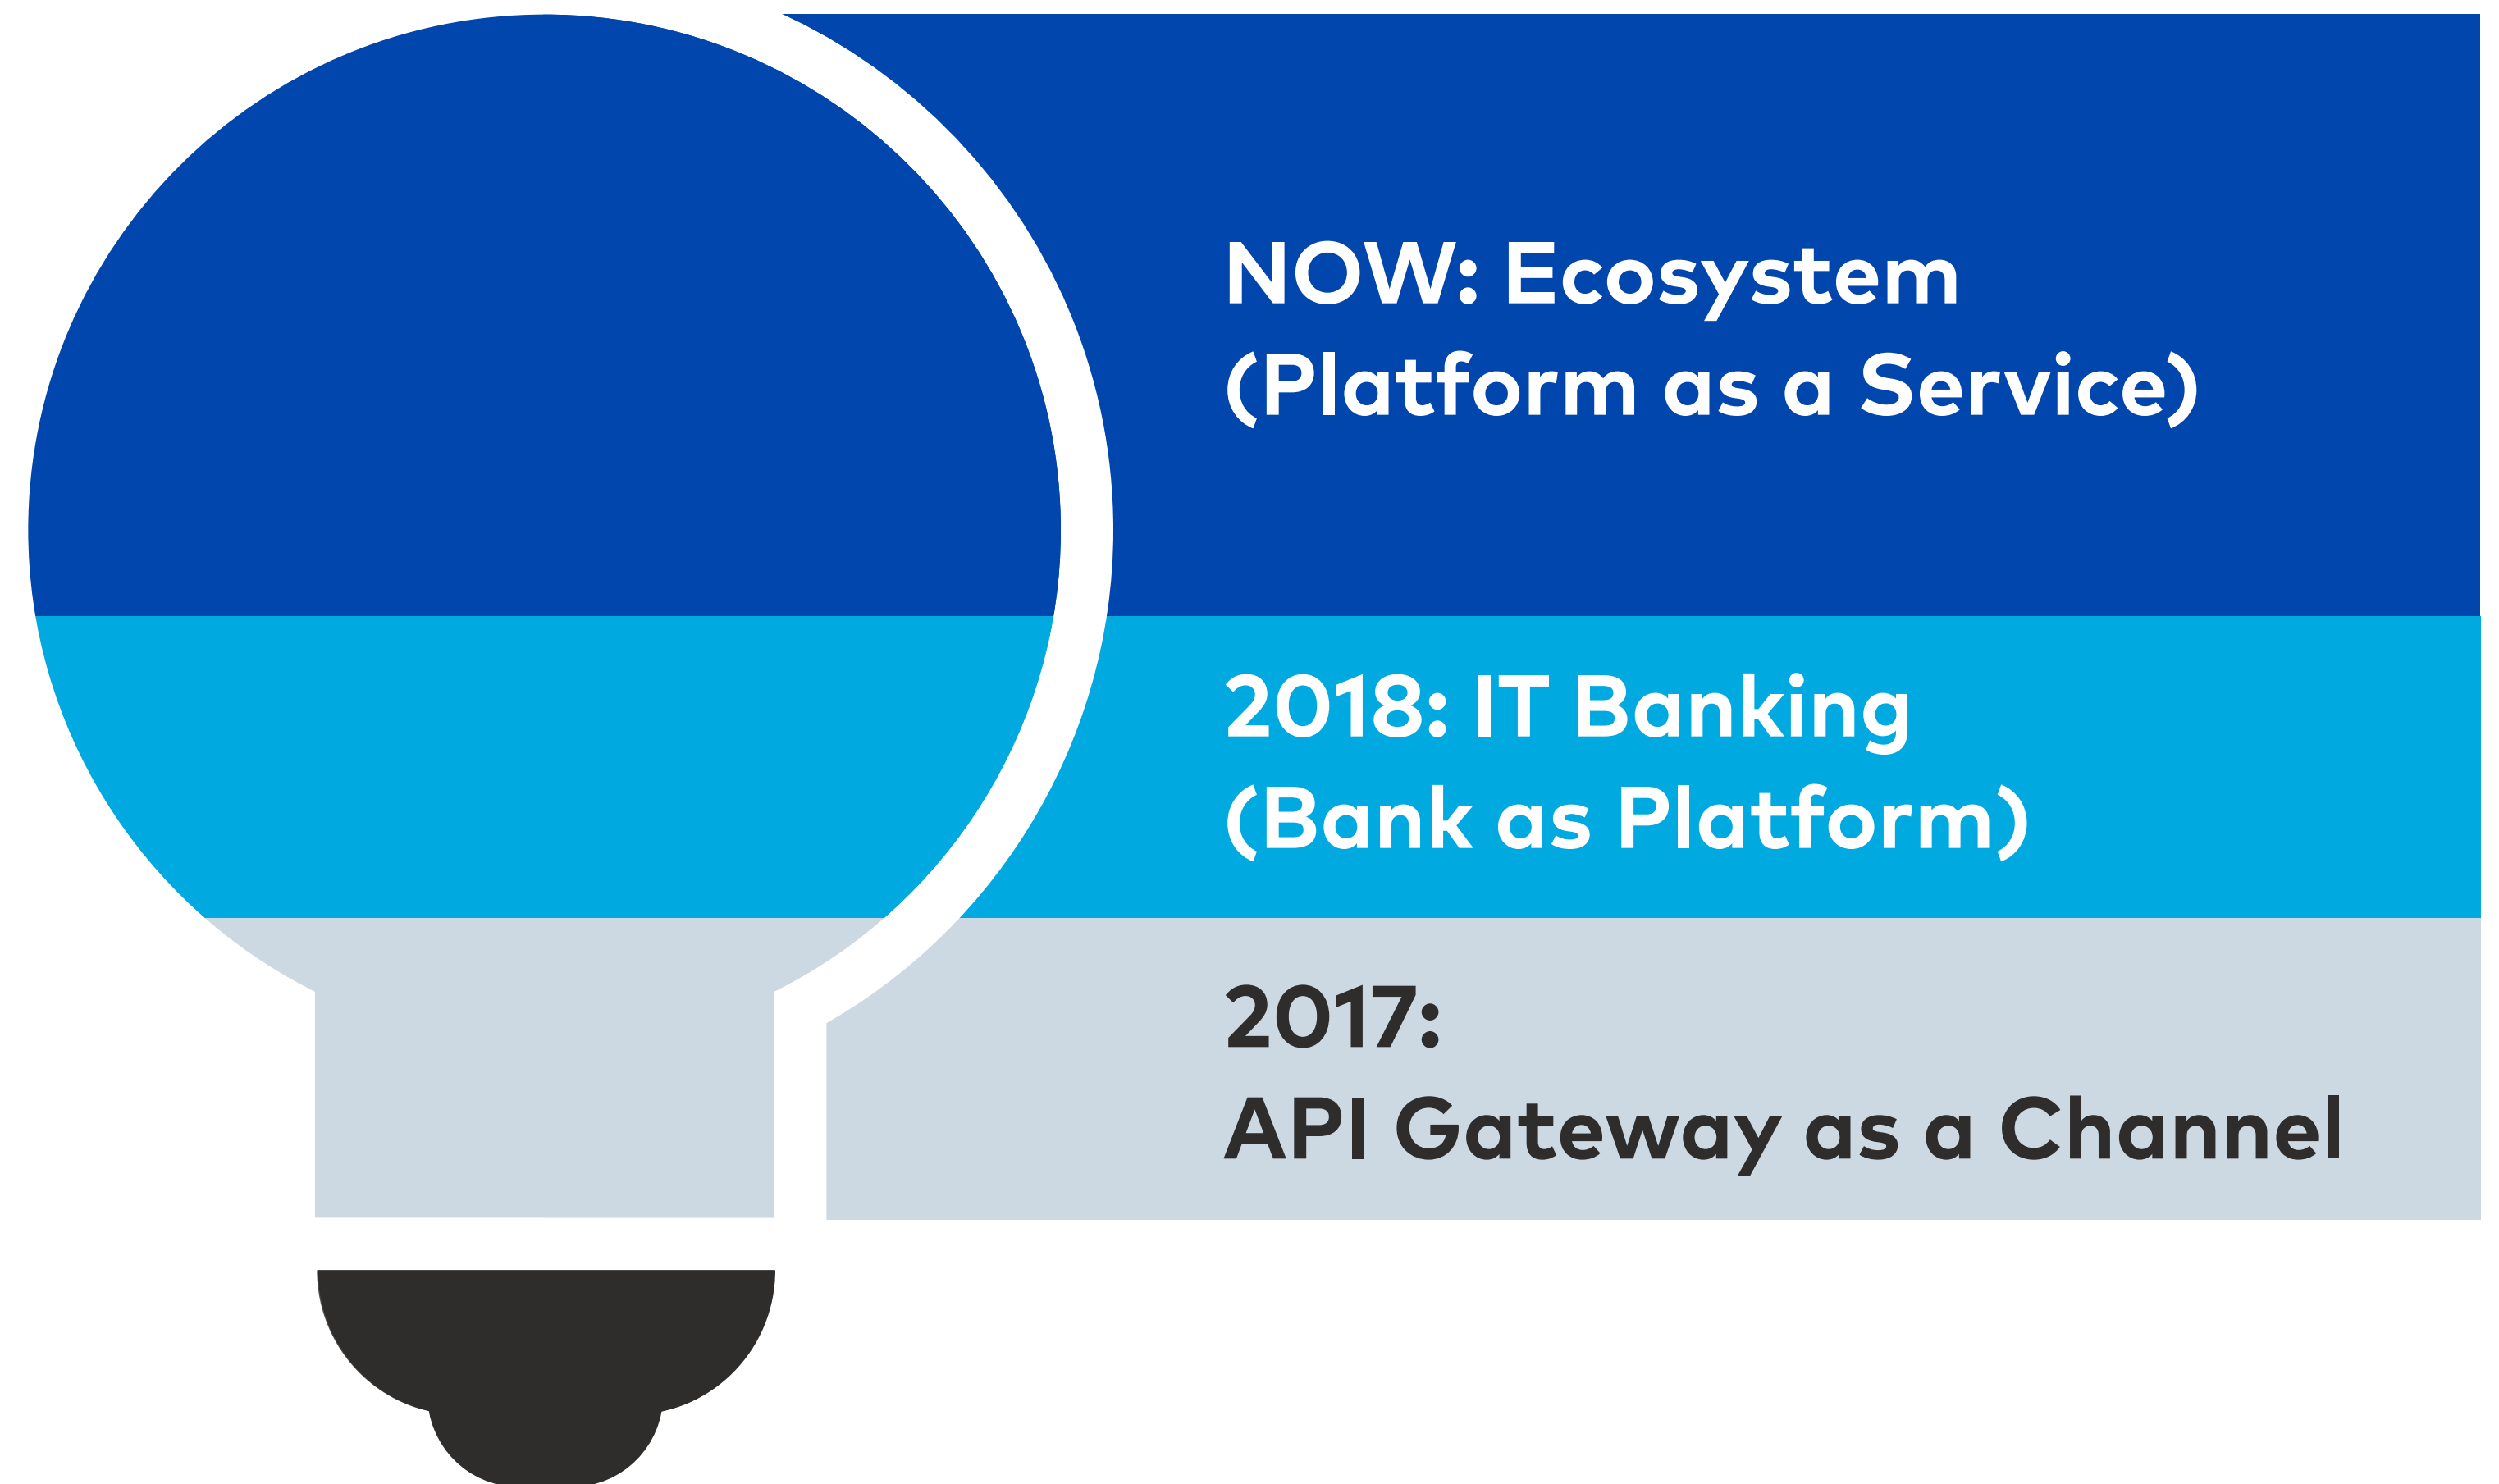 NOW: Ecosystem
(Platform as a Service)
2018: IT Banking
(Bank as Platform)
2017:
API Gateway as a Channel